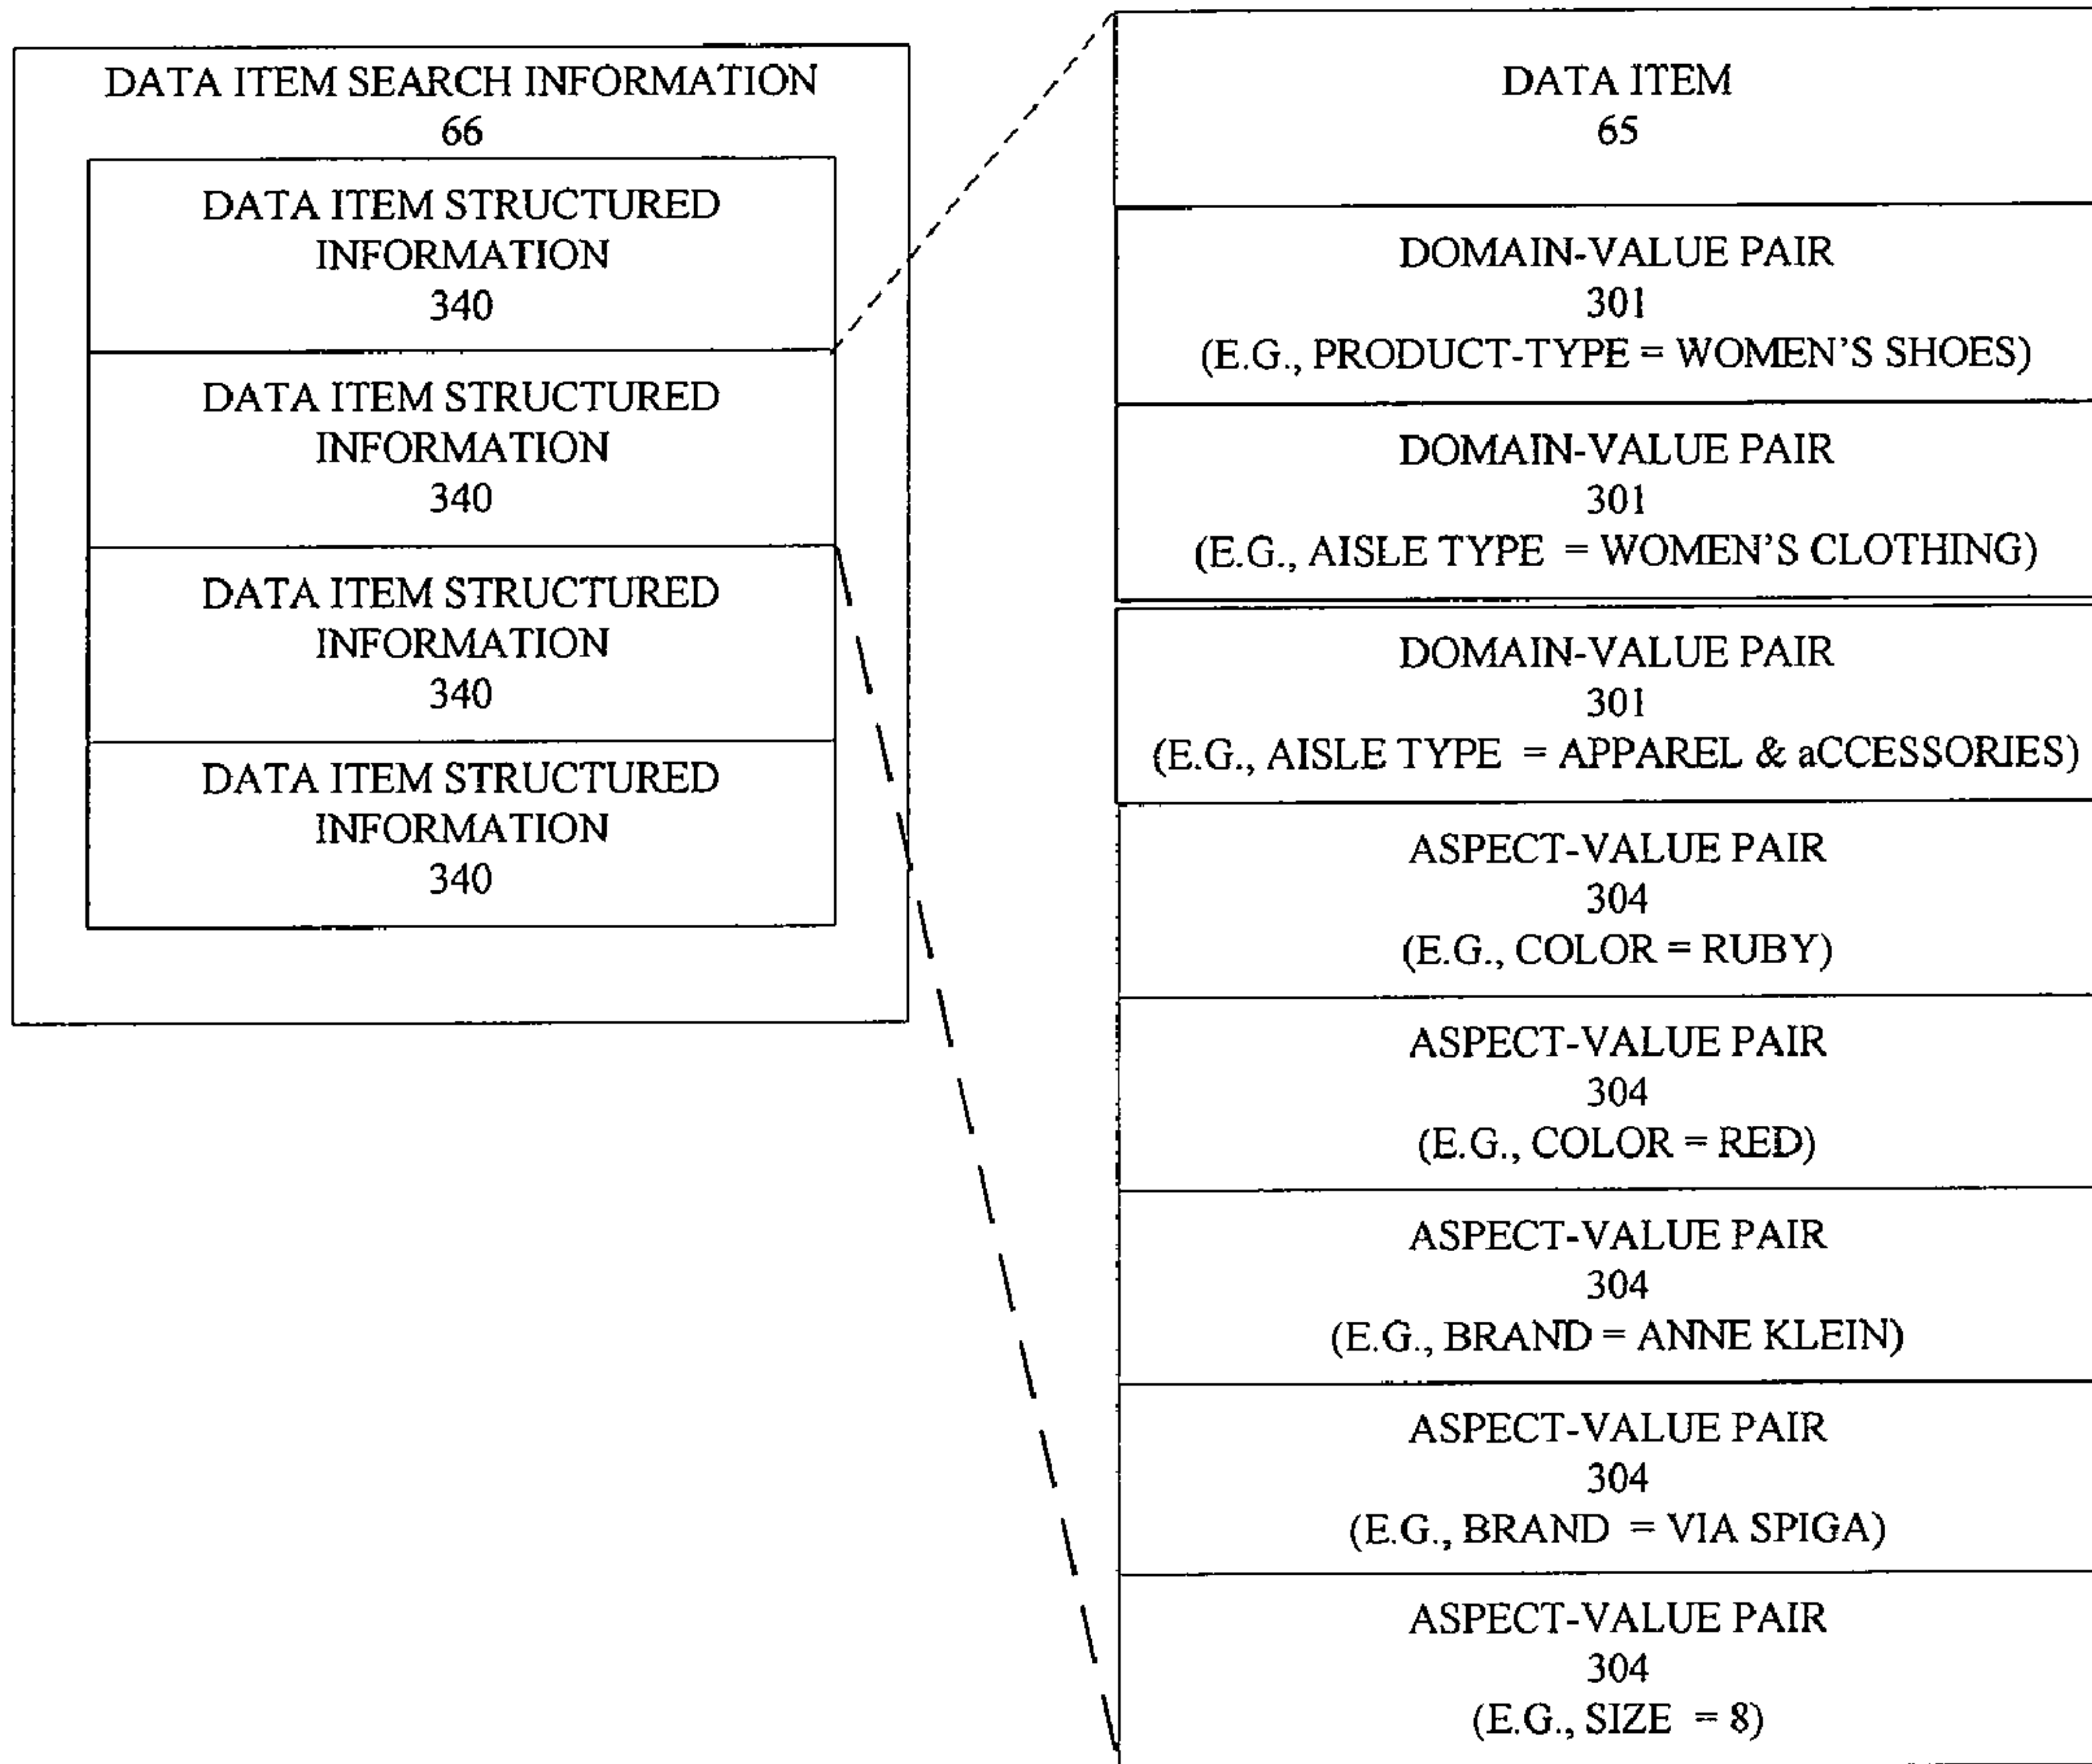 DATA ITEM SEARCH INFORMATION
66
DATA ITEM STRUCTURED
INFORMATION
340
DATA ITEM STRUCTURED
INFORMATION
340
DATA ITEM STRUCTURED
INFORMATION
340
DATA ITEM STRUCTURED
INFORMATION
340
DATA ITEM
65
DOMAIN-VALUE PAIR
301
(E.G., PRODUCT-TYPE = WOMEN'S SHOES)
DOMAIN-VALUE PAIR
301
(E.G., AISLE TYPE = WOMEN'S CLOTHING)
DOMAIN-VALUE PAIR
301
(E.G., AISLE TYPE = APPAREL & aCCESSORIES)
ASPECT-VALUE PAIR
304
(E.G., COLOR = RUBY)
ASPECT-VALUE PAIR
304
(E.G., COLOR = RED)
ASPECT-VALUE PAIR
304
(E.G., BRAND = ANNE KLEIN)
ASPECT-VALUE PAIR
304
(E.G., BRAND = VIA SPIGA)
ASPECT-VALUE PAIR
304
(E.G., SIZE = 8)